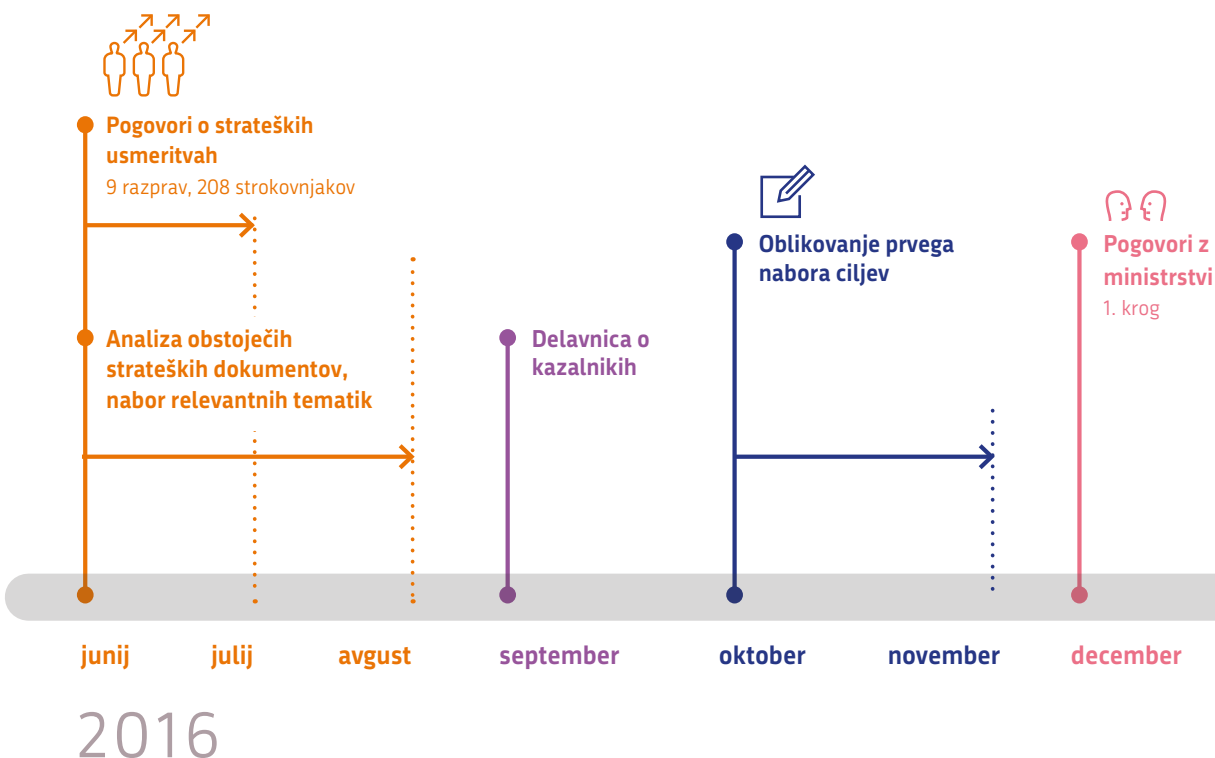 Pogovori o strateških
usmeritvah
9 razprav, 208 strokovnjakov
Analiza obstoječih
strateških dokumentov,
nabor relevantnih tematik
Delavnica o
kazalnikih
Oblikovanje prvega
nabora ciljev
Pogovori z
ministrstvi
1. krog
junij julij avgust september oktober november december
2016